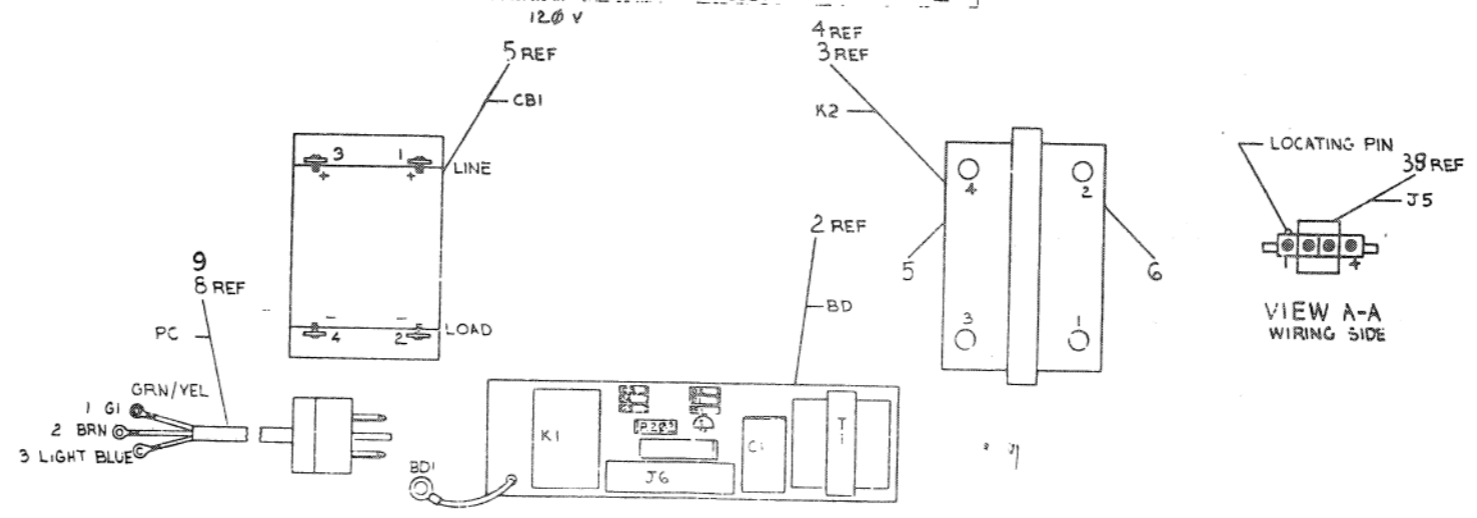 120 V
5 REF
CB1
3 1
+ +
LINE
- -
4 2
LOAD
4 REF
3 REF
K2
4 2
3 1
5
6
LOCATING PIN
38 REF
J5
1 4
VIEW A-A
WIRING SIDE
9
8 REF
PC
GRN/YEL
1 G1
2 BRN
3 LIGHT BLUE
2 REF
BD
BD1
K1
J6
C1
T1